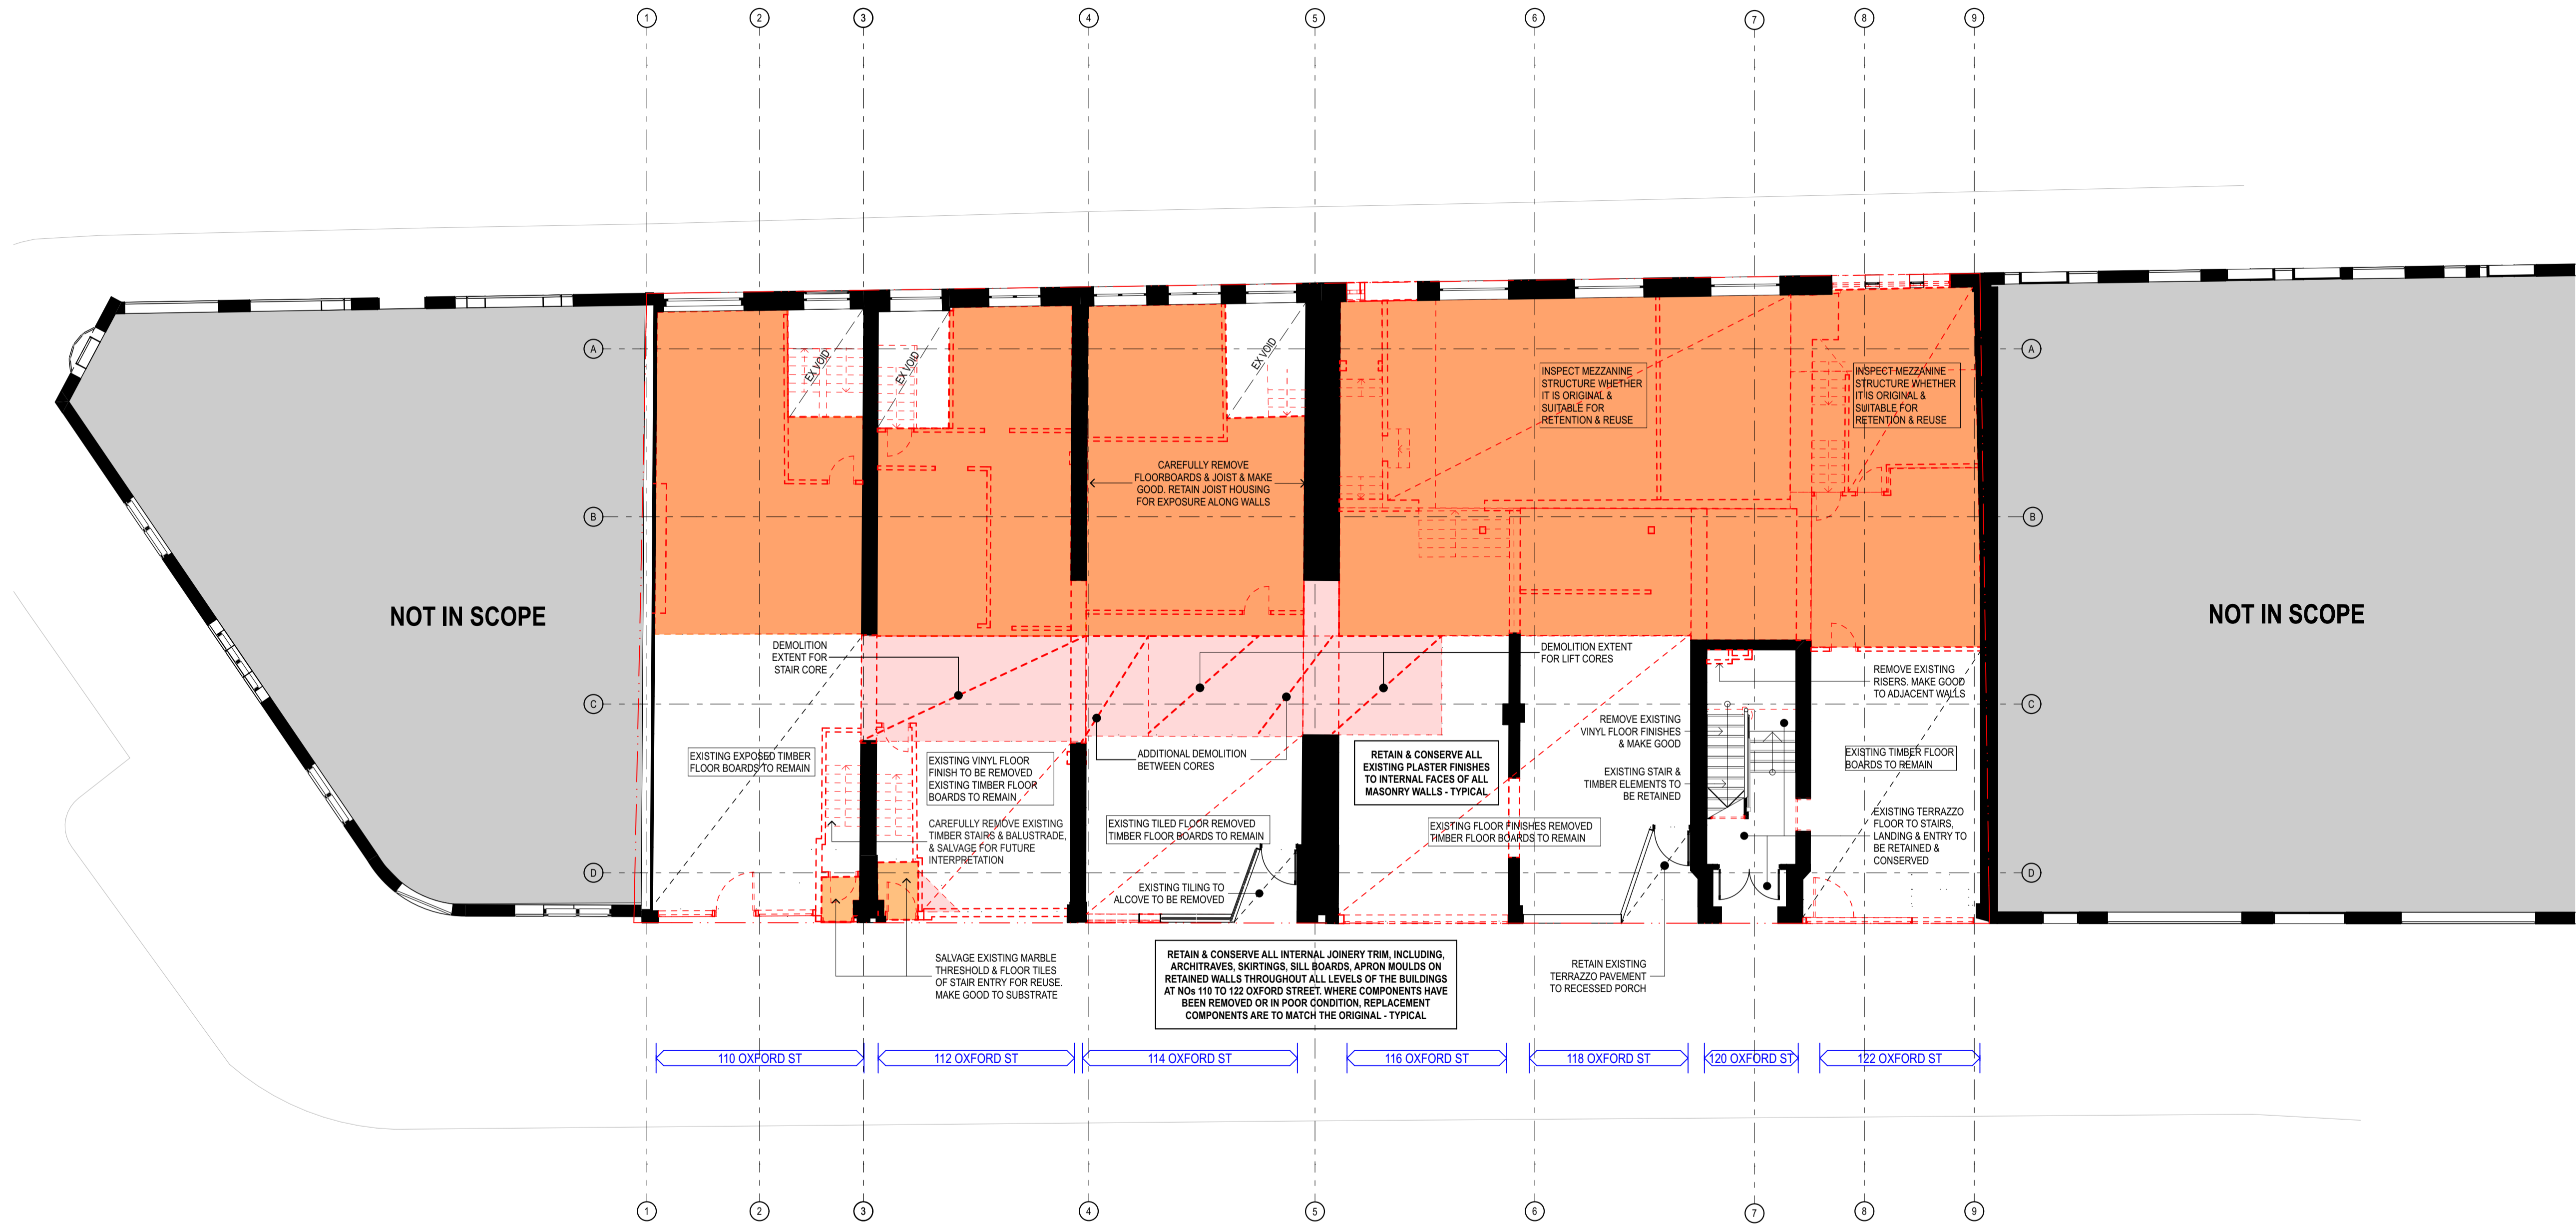 1 2 3 4 5 6 7 8 9
A
B
C
D
A
B
C
D
NOT IN SCOPE
NOT IN SCOPE
EX VOID
EX VOID
EX VOID
INSPECT MEZZANINE
STRUCTURE WHETHER
IT IS ORIGINAL &
SUITABLE FOR
RETENTION & REUSE
INSPECT MEZZANINE
STRUCTURE WHETHER
IT IS ORIGINAL &
SUITABLE FOR
RETENTION & REUSE
CAREFULLY REMOVE
FLOORBOARDS & JOIST & MAKE
GOOD. RETAIN JOIST HOUSING
FOR EXPOSURE ALONG WALLS
DEMOLITION
EXTENT FOR
STAIR CORE
DEMOLITION EXTENT
FOR LIFT CORES
REMOVE EXISTING
RISERS. MAKE GOOD
TO ADJACENT WALLS
REMOVE EXISTING
VINYL FLOOR FINISHES
& MAKE GOOD
EXISTING EXPOSED TIMBER
FLOOR BOARDS TO REMAIN
EXISTING VINYL FLOOR
FINISH TO BE REMOVED
EXISTING TIMBER FLOOR
BOARDS TO REMAIN
ADDITIONAL DEMOLITION
BETWEEN CORES
RETAIN & CONSERVE ALL
EXISTING PLASTER FINISHES
TO INTERNAL FACES OF ALL
MASONRY WALLS - TYPICAL
EXISTING STAIR &
TIMBER ELEMENTS TO
BE RETAINED
EXISTING TIMBER FLOOR
BOARDS TO REMAIN
CAREFULLY REMOVE EXISTING
TIMBER STAIRS & BALUSTRADE,
& SALVAGE FOR FUTURE
INTERPRETATION
EXISTING TILED FLOOR REMOVED
TIMBER FLOOR BOARDS TO REMAIN
EXISTING FLOOR FINISHES REMOVED
TIMBER FLOOR BOARDS TO REMAIN
EXISTING TERRAZZO
FLOOR TO STAIRS,
LANDING & ENTRY TO
BE RETAINED &
CONSERVED
EXISTING TILING TO
ALCOVE TO BE REMOVED
SALVAGE EXISTING MARBLE
THRESHOLD & FLOOR TILES
OF STAIR ENTRY FOR REUSE.
MAKE GOOD TO SUBSTRATE
RETAIN & CONSERVE ALL INTERNAL JOINERY TRIM, INCLUDING,
ARCHITRAVES, SKIRTINGS, SILL BOARDS, APRON MOULDS ON
RETAINED WALLS THROUGHOUT ALL LEVELS OF THE BUILDINGS
AT NOs 110 TO 122 OXFORD STREET. WHERE COMPONENTS HAVE
BEEN REMOVED OR IN POOR CONDITION, REPLACEMENT
COMPONENTS ARE TO MATCH THE ORIGINAL - TYPICAL
RETAIN EXISTING
TERRAZZO PAVEMENT
TO RECESSED PORCH
110 OXFORD ST
112 OXFORD ST
114 OXFORD ST
116 OXFORD ST
118 OXFORD ST
120 OXFORD ST
122 OXFORD ST
1 2 3 4 5 6 7 8 9